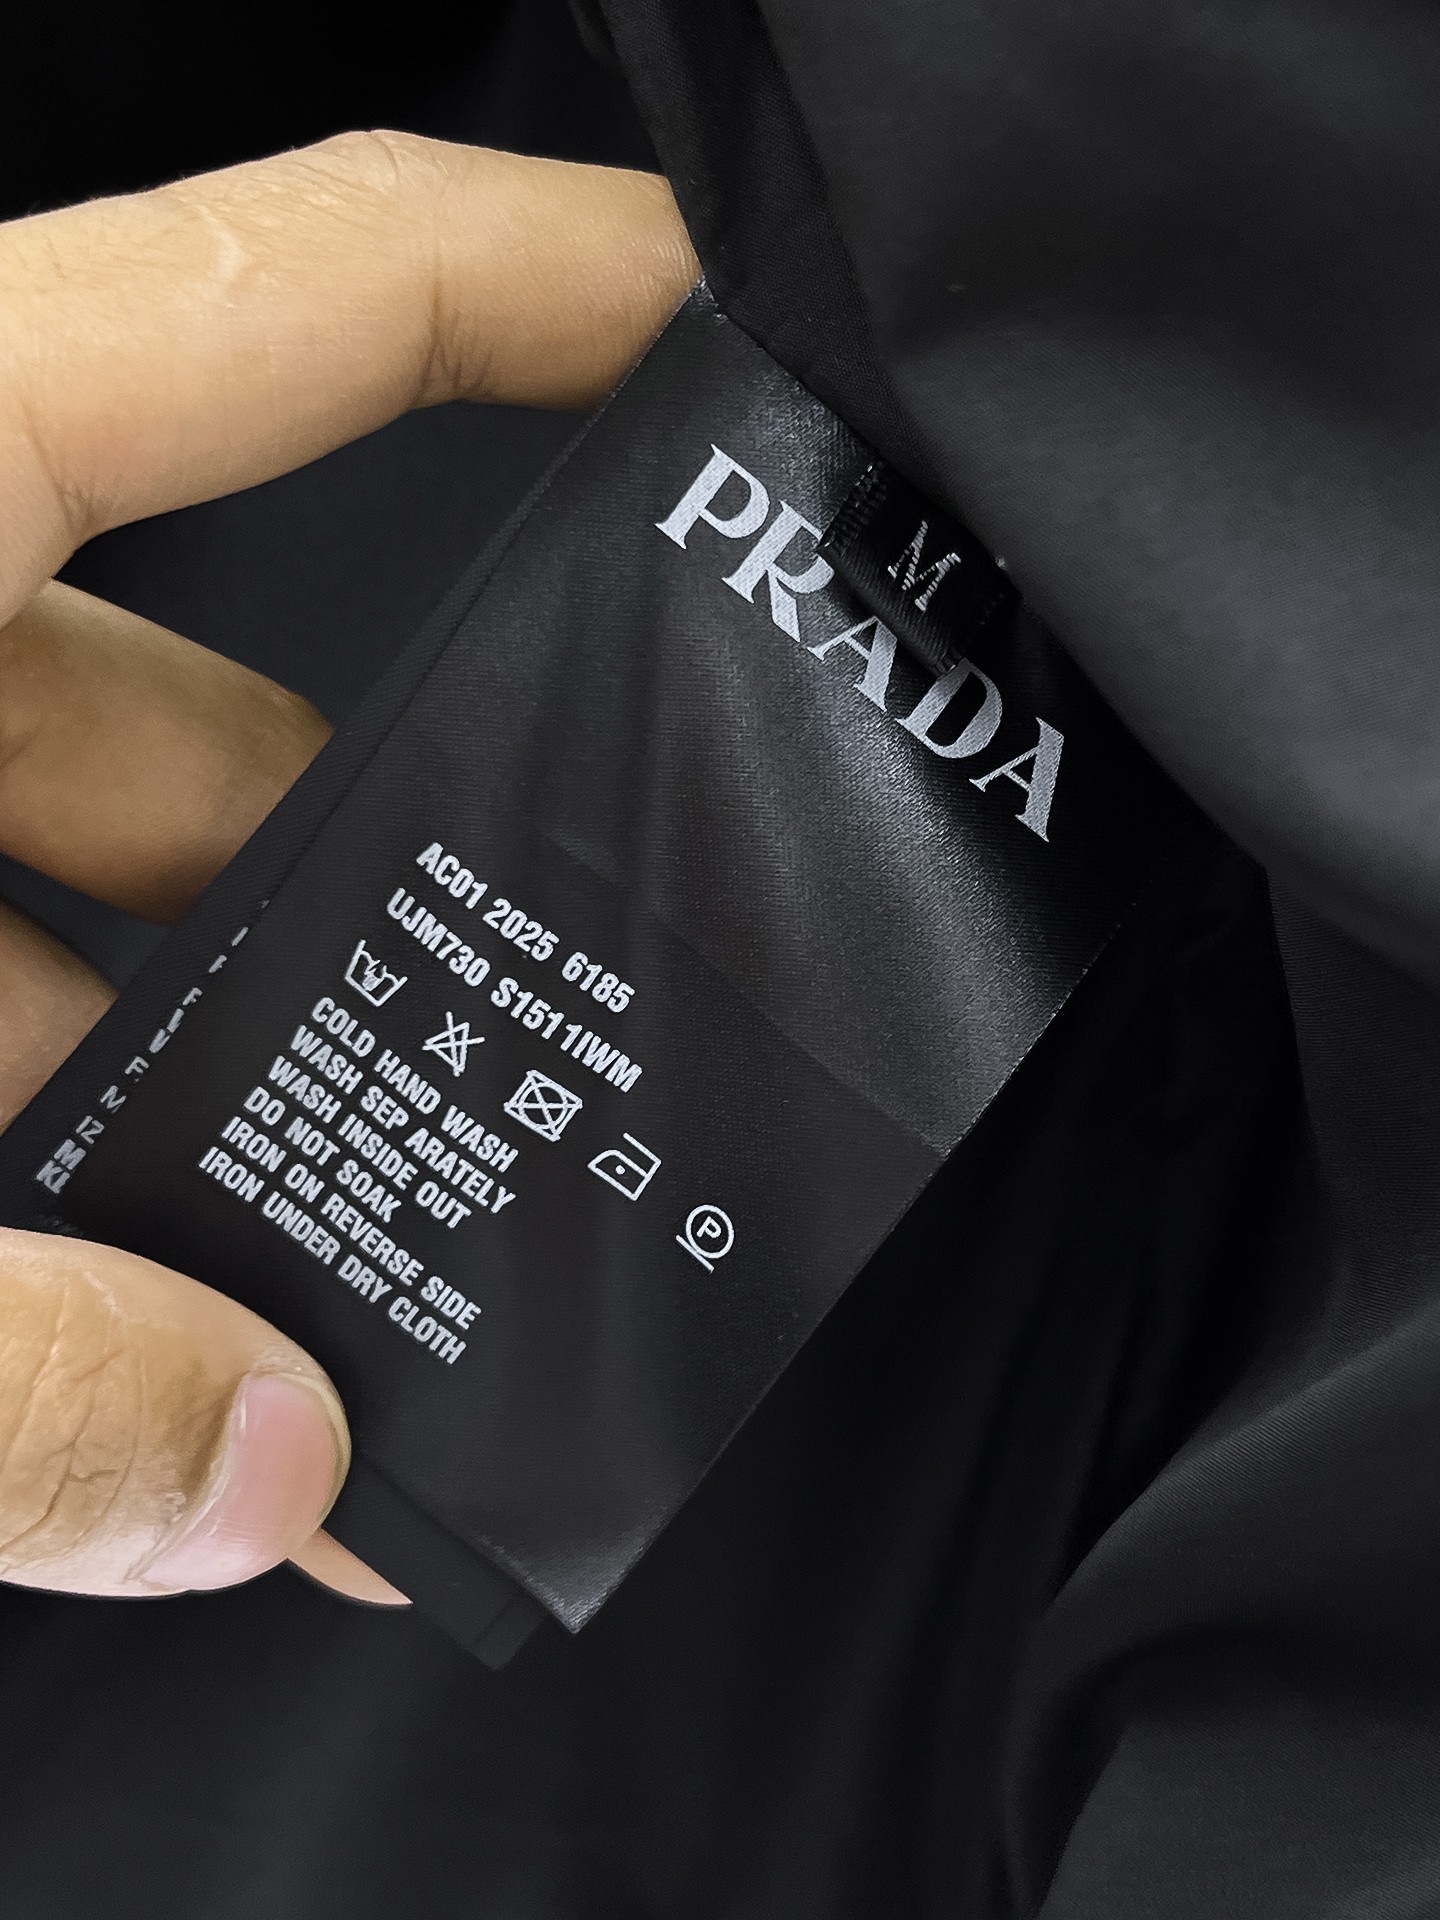 PRADA
M
AC01 2025 6185
UJM730 S1511IWM
P
COLD HAND WASH
WASH SEP ARATELY
WASH INSIDE OUT
DO NOT SOAK
IRON ON REVERSE SIDE
IRON UNDER DRY CLOTH